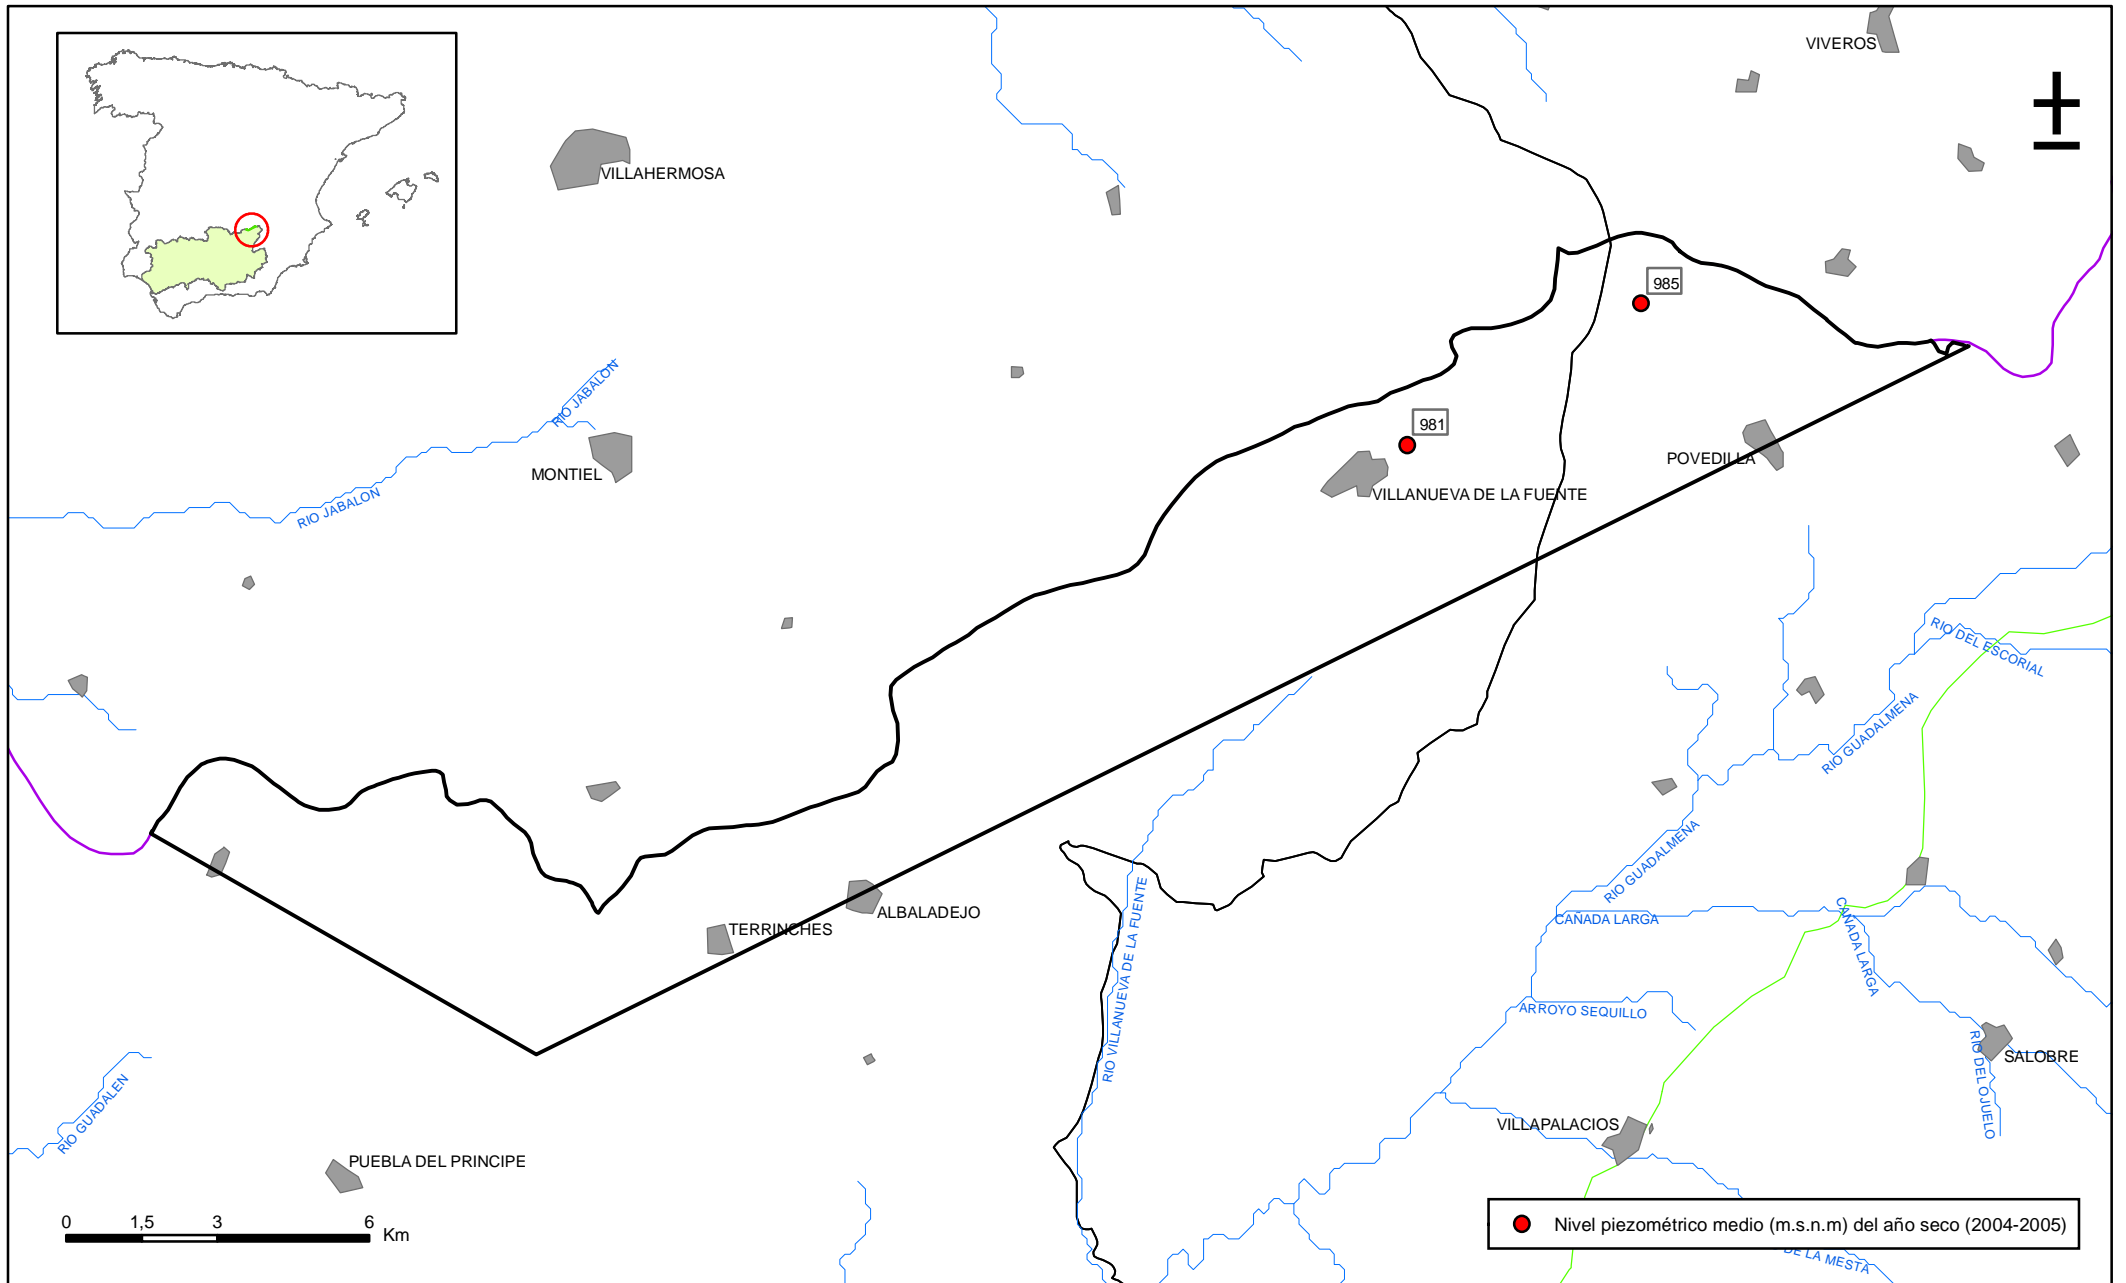 VIVEROS
VILLAHERMOSA
985
RIO JABALON
981
MONTIEL
POVEDILLA
VILLANUEVA DE LA FUENTE
RIO JABALON
RIO DEL ESCORIAL
RIO GUADALMENA
RIO GUADALMENA
ALBALADEJO
TERRINCHES
CAÑADA LARGA
CAÑADA LARGA
RIO VILLANUEVA DE LA FUENTE
ARROYO SEQUILLO
RIO DEL OJUELO
SALOBRE
RIO GUADALEN
VILLAPALACIOS
PUEBLA DEL PRINCIPE
0 1,5 3 6
Km
Nivel piezométrico medio (m.s.n.m) del año seco (2004-2005)
DE LA MESTA